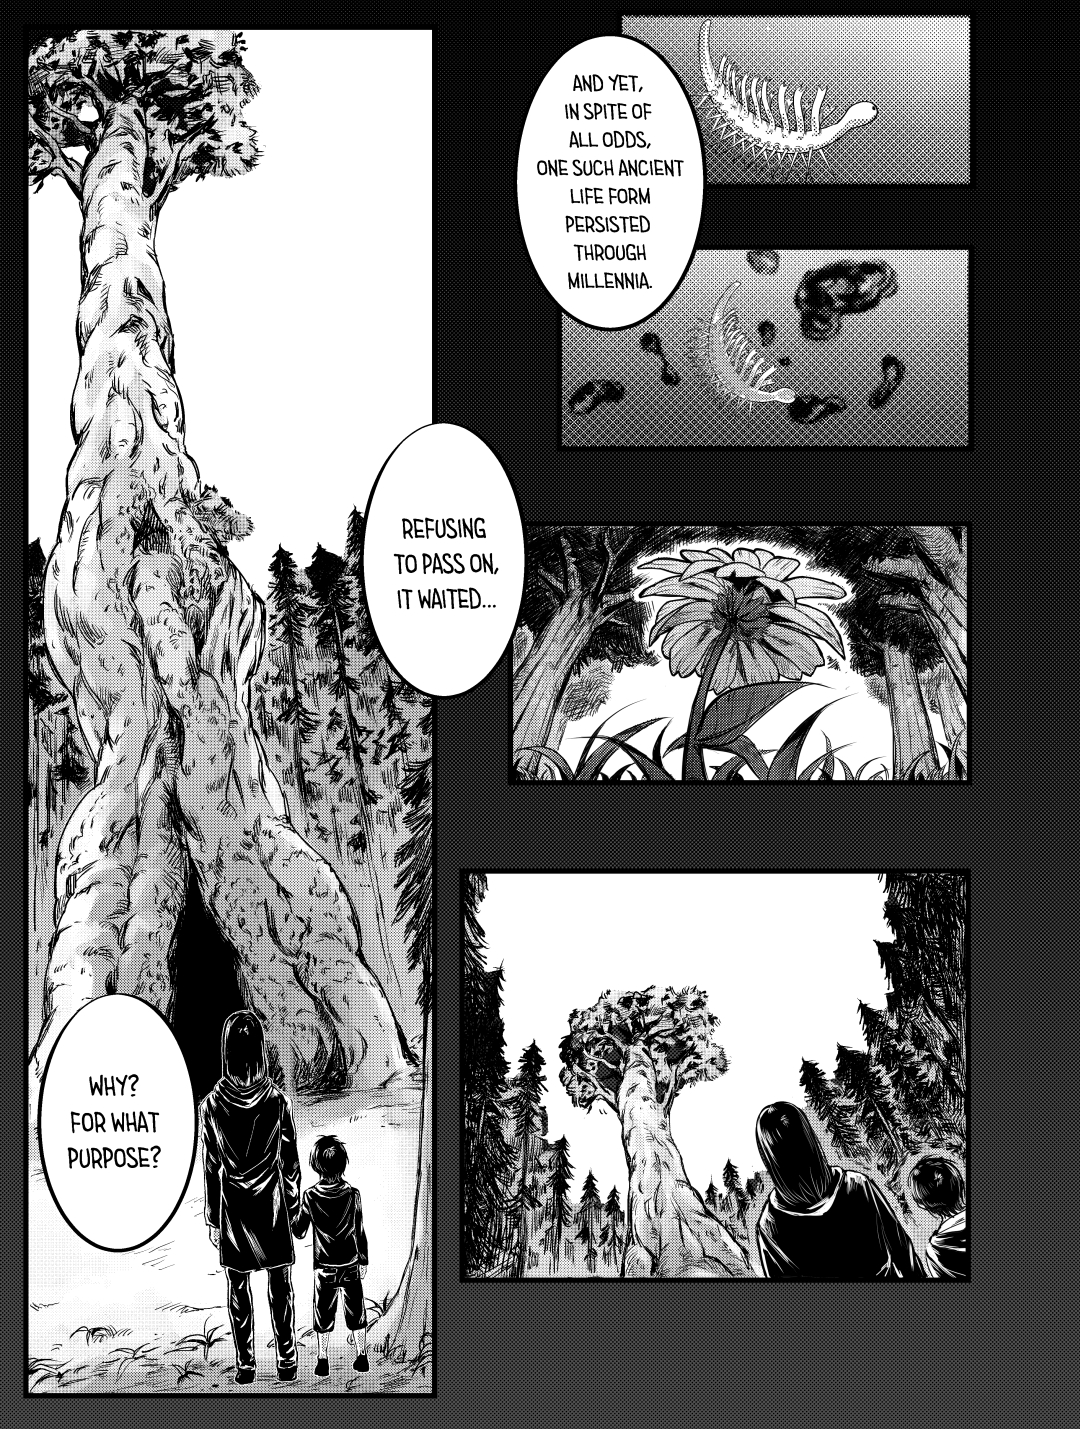 AND YET,
IN SPITE OF
ALL ODDS,
ONE SUCH ANCIENT
LIFE FORM
PERSISTED
THROUGH
MILLENNIA.
REFUSING
TO PASS ON,
IT WAITED...
WHY?
FOR WHAT
PURPOSE?